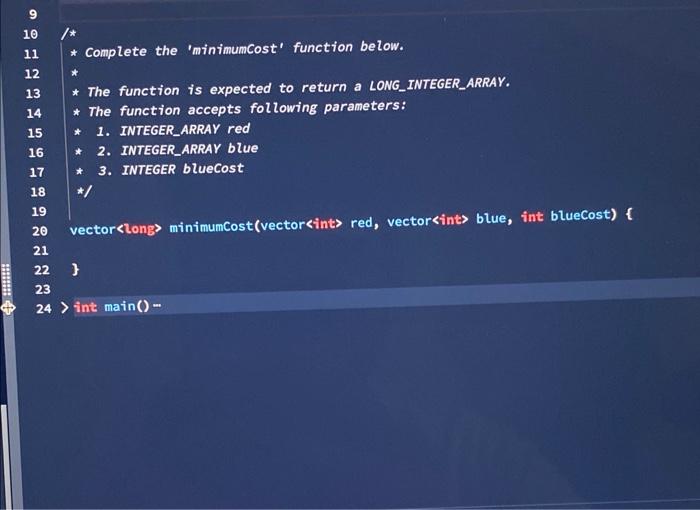 9
10 /*
11 * Complete the 'minimumCost' function below.
12 *
13 * The function is expected to return a LONG_INTEGER_ARRAY.
14 * The function accepts following parameters:
15 * 1. INTEGER_ARRAY red
16 * 2. INTEGER_ARRAY blue
17 * 3. INTEGER blueCost
18 */
19
20 vector<long> minimumCost(vector<int> red, vector<int> blue, int blueCost) {
21
22 }
23
24 > int main() ⋯